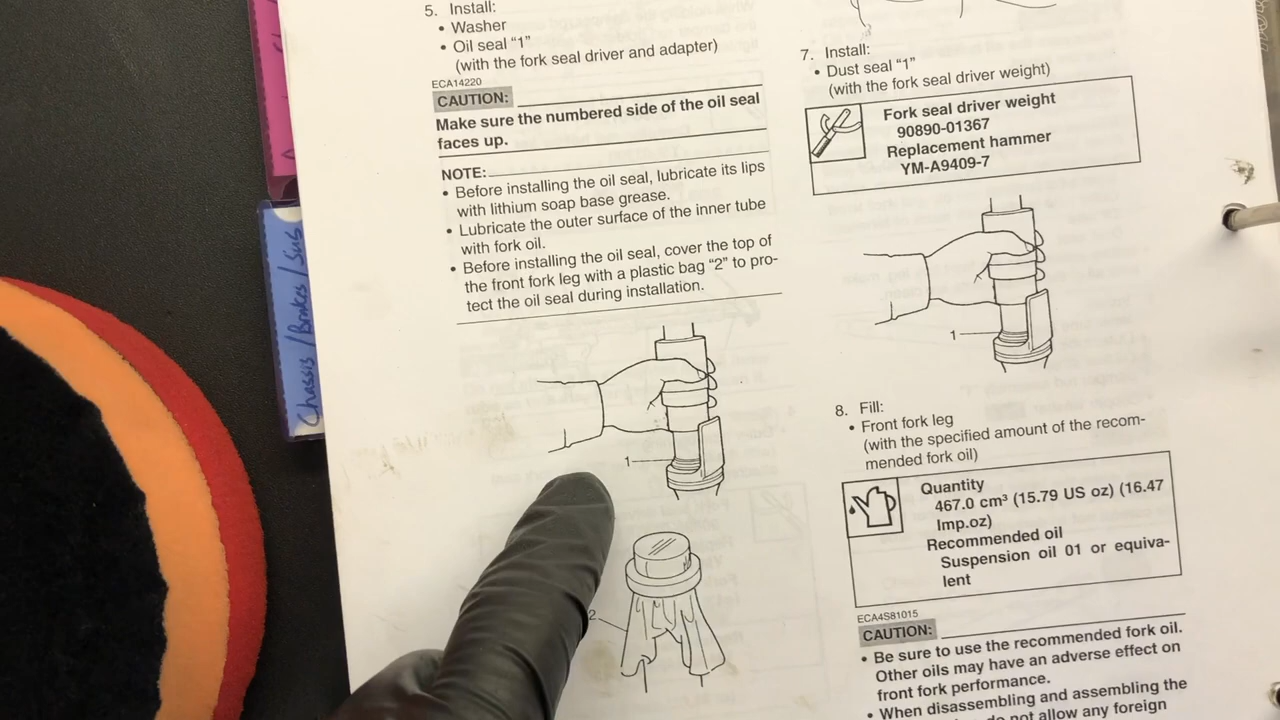 5. Install:
• Washer
• Oil seal “1”
(with the fork seal driver and adapter)
ECA14220
CAUTION:
Make sure the numbered side of the oil seal
faces up.
NOTE:
• Before installing the oil seal, lubricate its lips
with lithium soap base grease.
• Lubricate the outer surface of the inner tube
with fork oil.
• Before installing the oil seal, cover the top of
the front fork leg with a plastic bag “2” to pro-
tect the oil seal during installation.
1
2
7. Install:
• Dust seal “1”
(with the fork seal driver weight)
Fork seal driver weight
90890-01367
Replacement hammer
YM-A9409-7
1
8. Fill:
• Front fork leg
(with the specified amount of the recom-
mended fork oil)
Quantity
467.0 cm³ (15.79 US oz) (16.47
Imp.oz)
Recommended oil
Suspension oil 01 or equiva-
lent
ECA4S81015
CAUTION:
• Be sure to use the recommended fork oil.
Other oils may have an adverse effect on
front fork performance.
• When disassembling and assembling the
not allow any foreign
Chassis/Brakes/Sus